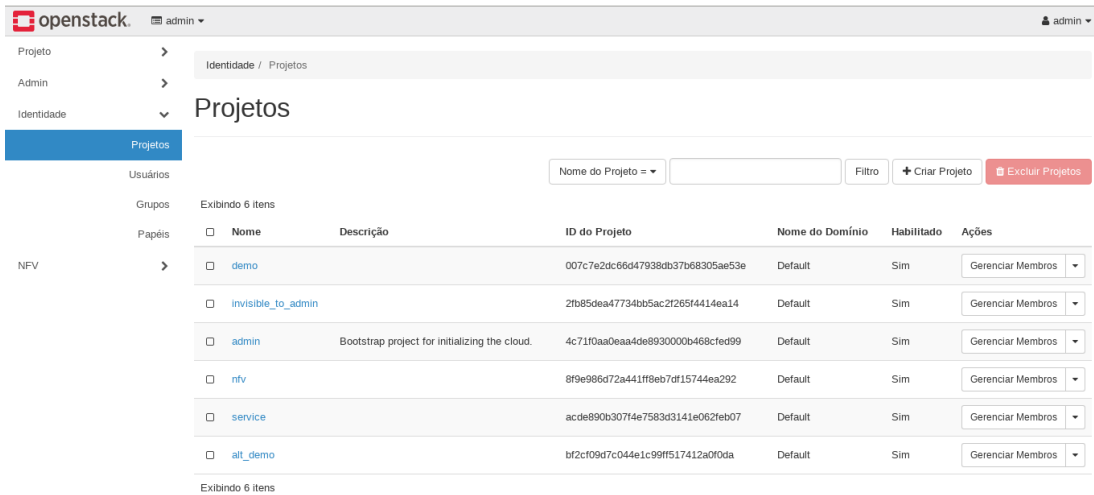 openstack. admin admin
Projeto
Admin
Identidade
Projetos
Usuários
Grupos
Papéis
NFV
Identidade / Projetos
Projetos
Nome do Projeto = Filtro Criar Projeto Excluir Projetos
Exibindo 6 itens
Nome Descrição ID do Projeto Nome do Domínio Habilitado Ações
demo 007c7e2dc66d47938db37b68305ae53e Default Sim Gerenciar Membros
invisible_to_admin 2fb85dea47734bb5ac2f265f4414ea14 Default Sim Gerenciar Membros
admin Bootstrap project for initializing the cloud. 4c71f0aa0eaa4de8930000b468cfed99 Default Sim Gerenciar Membros
nfv 8f9e986d72a441ff8eb7df15744ea292 Default Sim Gerenciar Membros
service acde890b307f4e7583d3141e062feb07 Default Sim Gerenciar Membros
alt_demo bf2cf09d7c044e1c99ff517412a0f0da Default Sim Gerenciar Membros
Exibindo 6 itens